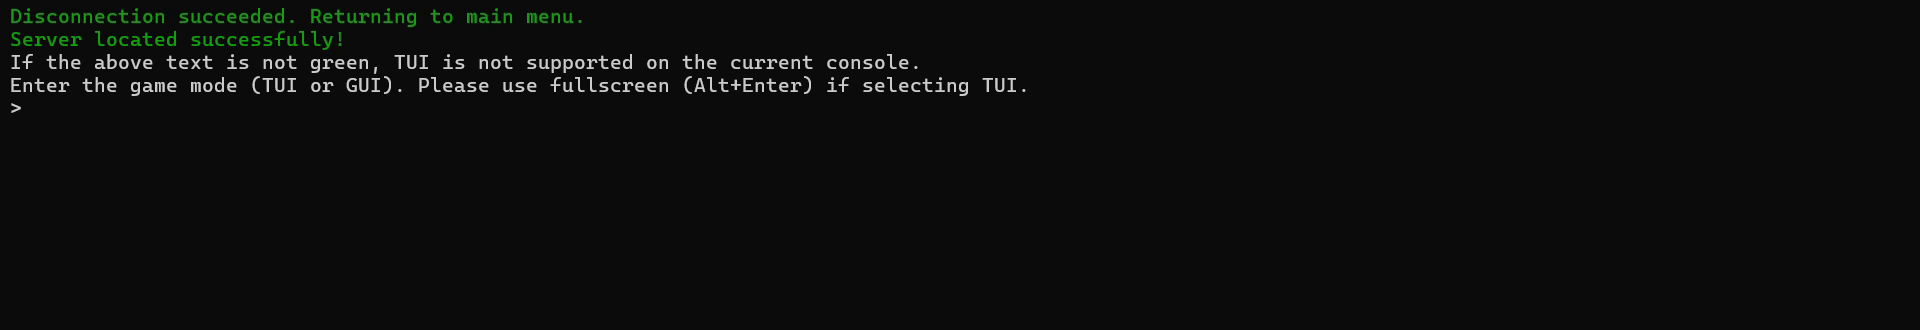 Disconnection succeeded. Returning to main menu.
Server located successfully!
If the above text is not green, TUI is not supported on the current console.
Enter the game mode (TUI or GUI). Please use fullscreen (Alt+Enter) if selecting TUI.
>